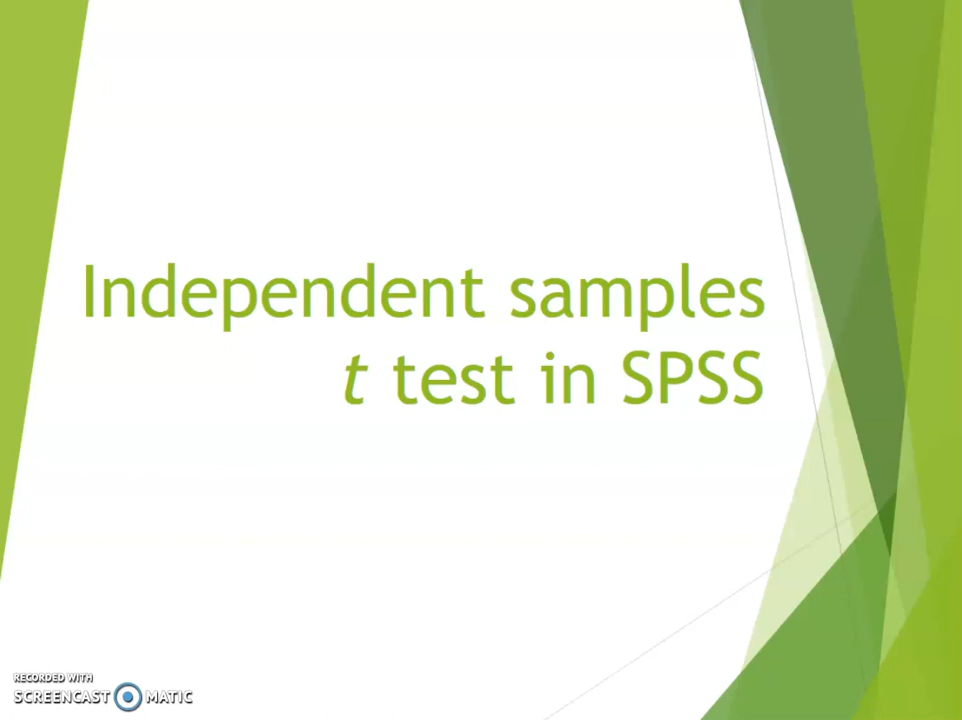 Independent samples
t test in SPSS
RECORDED WITH
SCREENCAST MATIC